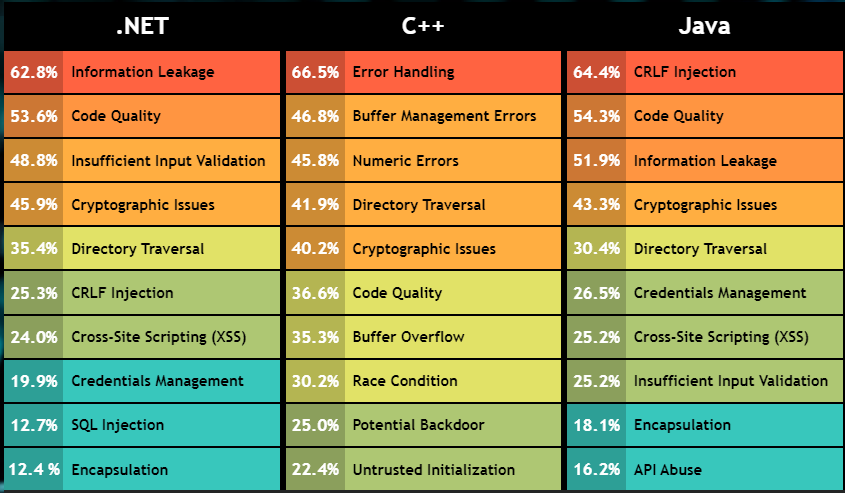 .NET C++ Java
62.8% Information Leakage 66.5% Error Handling 64.4% CRLF Injection
53.6% Code Quality 46.8% Buffer Management Errors 54.3% Code Quality
48.8% Insufficient Input Validation 45.8% Numeric Errors 51.9% Information Leakage
45.9% Cryptographic Issues 41.9% Directory Traversal 43.3% Cryptographic Issues
35.4% Directory Traversal 40.2% Cryptographic Issues 30.4% Directory Traversal
25.3% CRLF Injection 36.6% Code Quality 26.5% Credentials Management
24.0% Cross-Site Scripting (XSS) 35.3% Buffer Overflow 25.2% Cross-Site Scripting (XSS)
19.9% Credentials Management 30.2% Race Condition 25.2% Insufficient Input Validation
12.7% SQL Injection 25.0% Potential Backdoor 18.1% Encapsulation
12.4 % Encapsulation 22.4% Untrusted Initialization 16.2% API Abuse